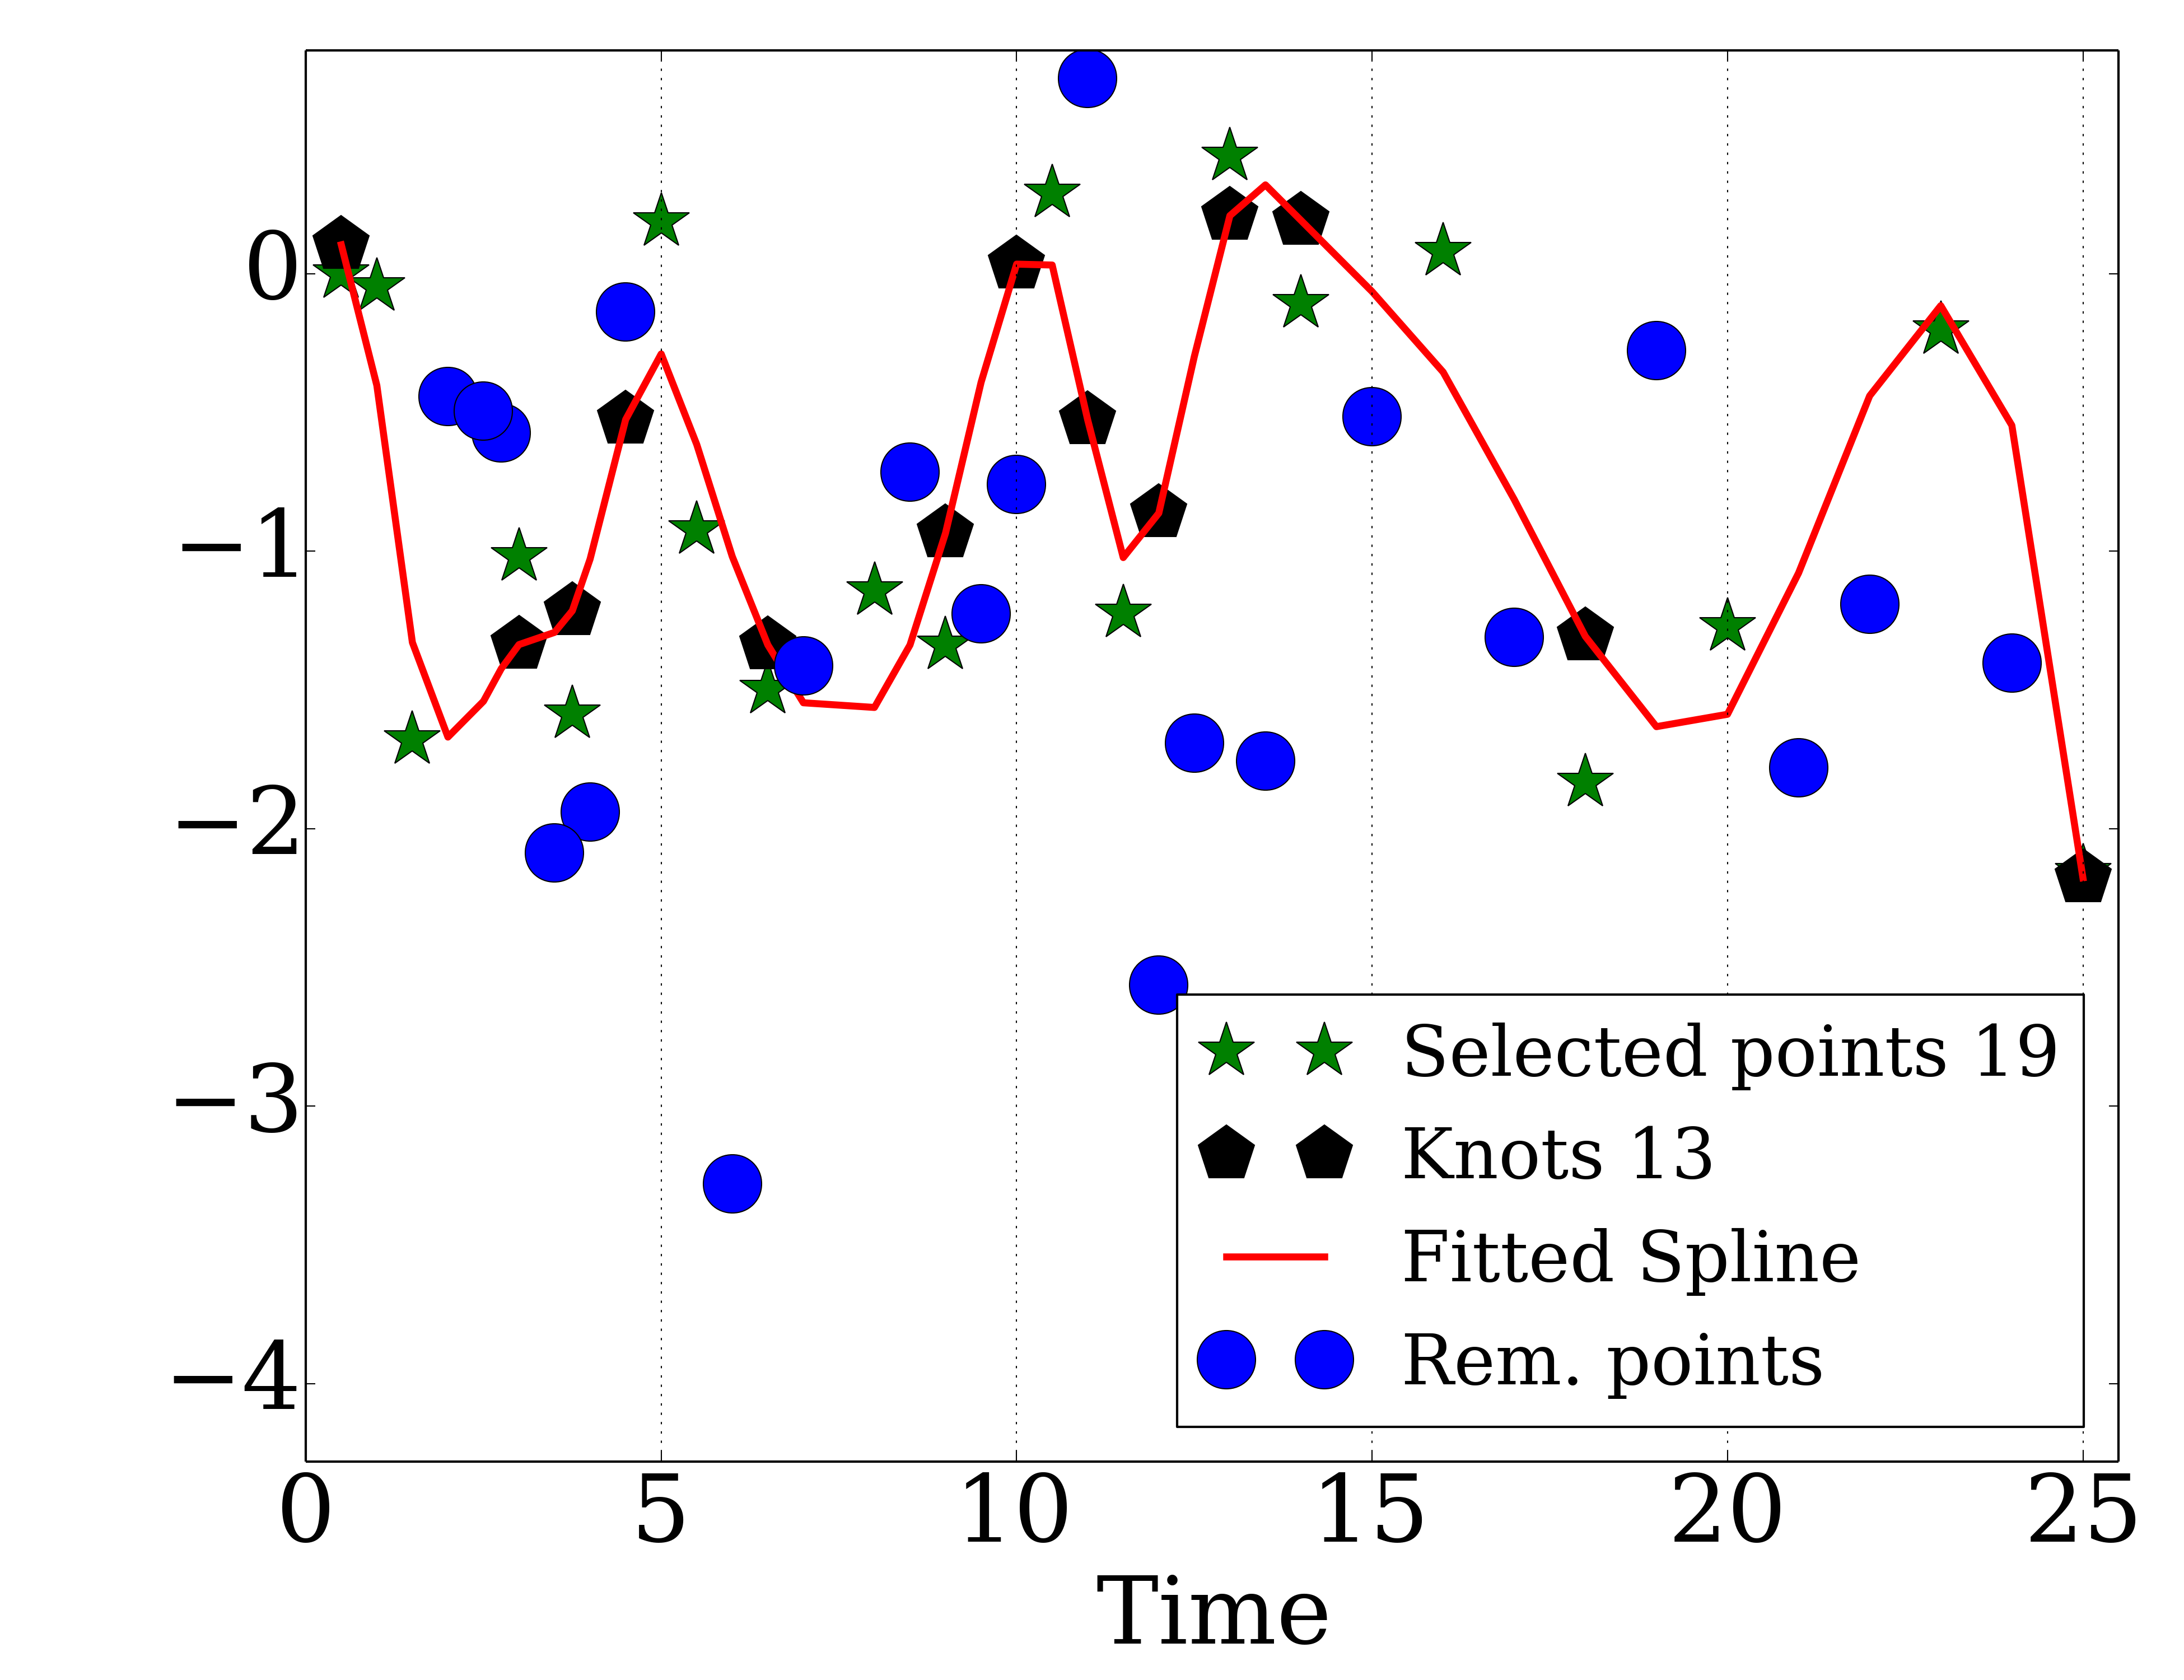 0
−1
−2
−3
−4
Selected points 19
Knots 13
Fitted Spline
Rem. points
0 5 10 15 20 25
Time